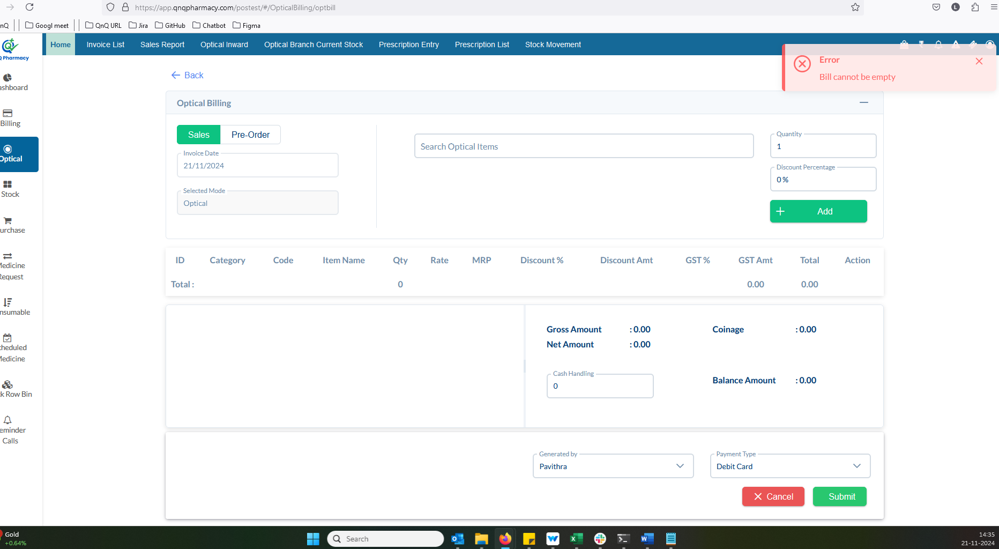 https://app.qnqpharmacy.com/postest/#/OpticalBilling/optbill
L
nQ
Googl meet
QnQ URL
Jira
GitHub
Chatbot
Figma
Q Pharmacy
Home
Invoice List
Sales Report
Optical Inward
Optical Branch Current Stock
Prescription Entry
Prescription List
Stock Movement
Error
Bill cannot be empty
ashboard
Billing
Optical
Stock
urchase
Medicine
Request
nsumable
cheduled
Medicine
k Row Bin
eminder
Calls
Back
Optical Billing
Sales
Pre-Order
Invoice Date
21/11/2024
Selected Mode
Optical
Search Optical Items
Quantity
1
Discount Percentage
0 %
Add
ID Category Code Item Name Qty Rate MRP Discount % Discount Amt GST % GST Amt Total Action
Total : 0 0.00 0.00
Gross Amount : 0.00
Coinage : 0.00
Net Amount : 0.00
Cash Handling
0
Balance Amount : 0.00
Generated by
Pavithra
Payment Type
Debit Card
Cancel
Submit
Gold
+0.64%
Search
14:35
21-11-2024